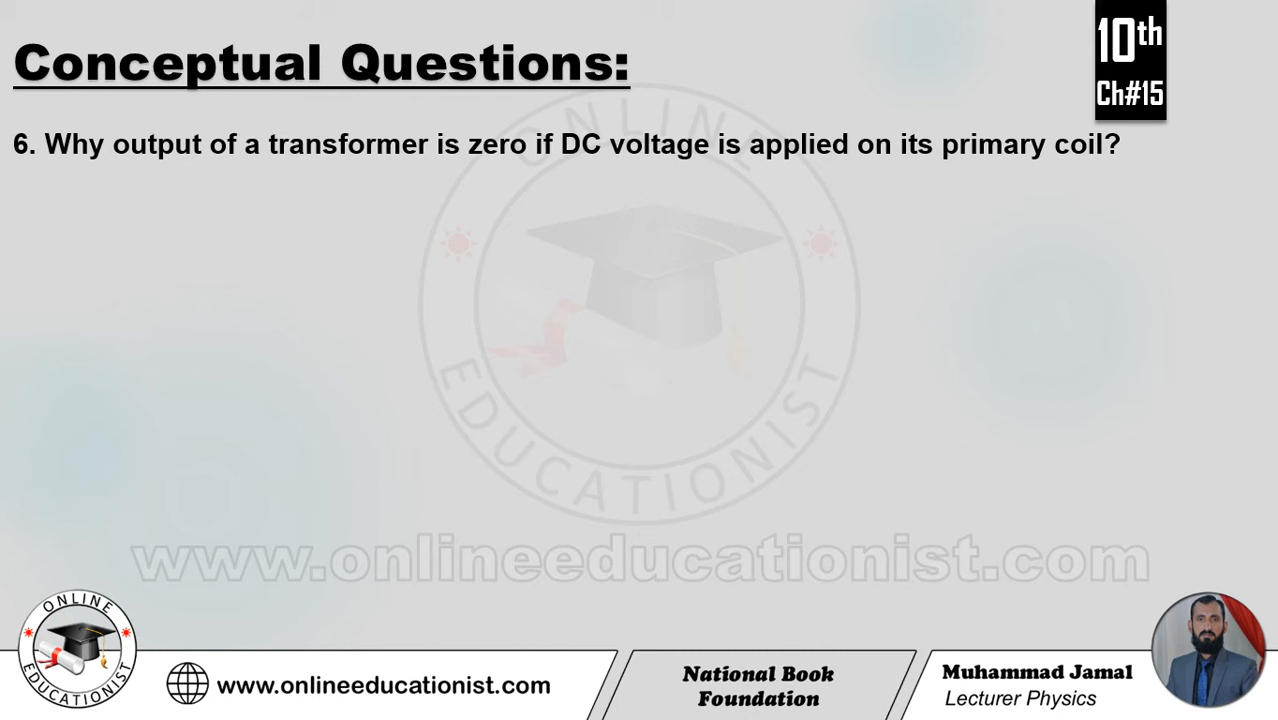 Conceptual Questions:
10th
Ch#15
6. Why output of a transformer is zero if DC voltage is applied on its primary coil?
ONLINE
EDUCATIONIST
www.onlineeducationist.com
ONLINE
EDUCATIONIST
www.onlineeducationist.com
National Book
Foundation
Muhammad Jamal
Lecturer Physics